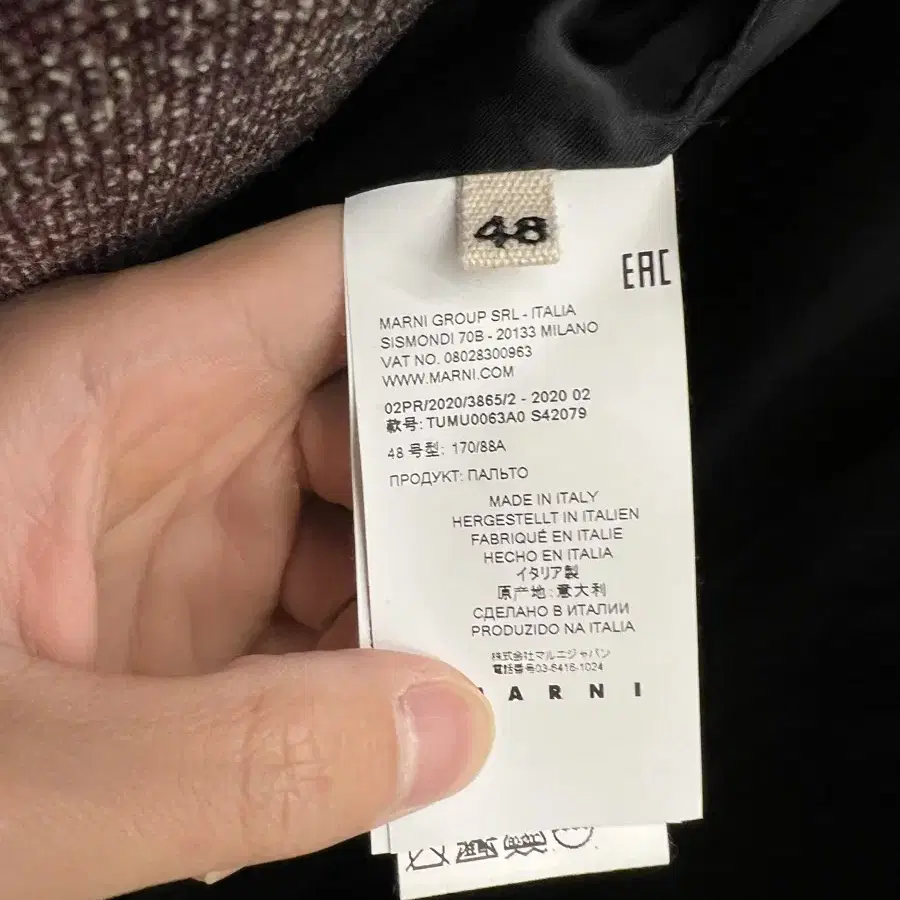 48
EAC
MARNI GROUP SRL - ITALIA
SISMONDI 70B - 20133 MILANO
VAT NO. 08028300963
WWW.MARNI.COM
02PR/2020/3865/2 - 2020 02
款号: TUMU0063A0 S42079
48 号型: 170/88A
ПРОДУКТ: ПАЛЬТО
MADE IN ITALY
HERGESTELLT IN ITALIEN
FABRIQUÉ EN ITALIE
HECHO EN ITALIA
イタリア製
原产地: 意大利
СДЕЛАНО В ИТАЛИИ
PRODUZIDO NA ITALIA
株式会社マルニジャパン
電話番号03-6416-1024
ARNI